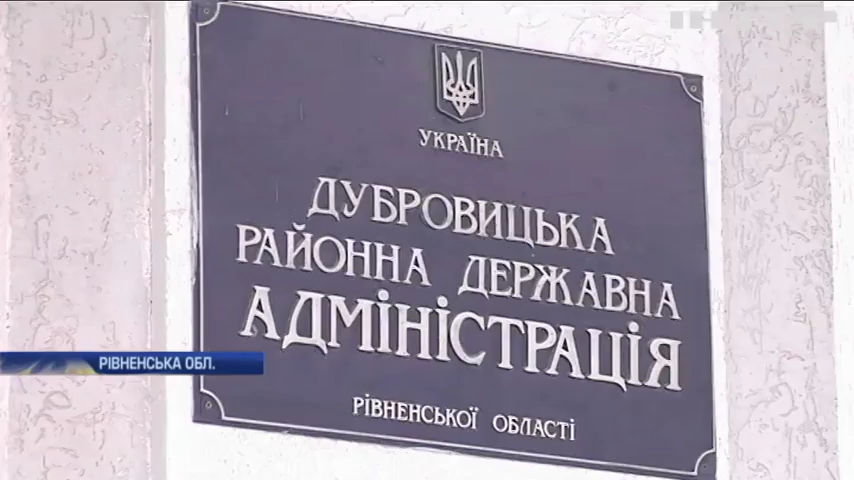 УКРАЇНА
ДУБРОВИЦЬКА
РАЙОННА ДЕРЖАВНА
АДМІНІСТРАЦІЯ
РІВНЕНСЬКОЇ ОБЛАСТІ
РІВНЕНСЬКА ОБЛ.